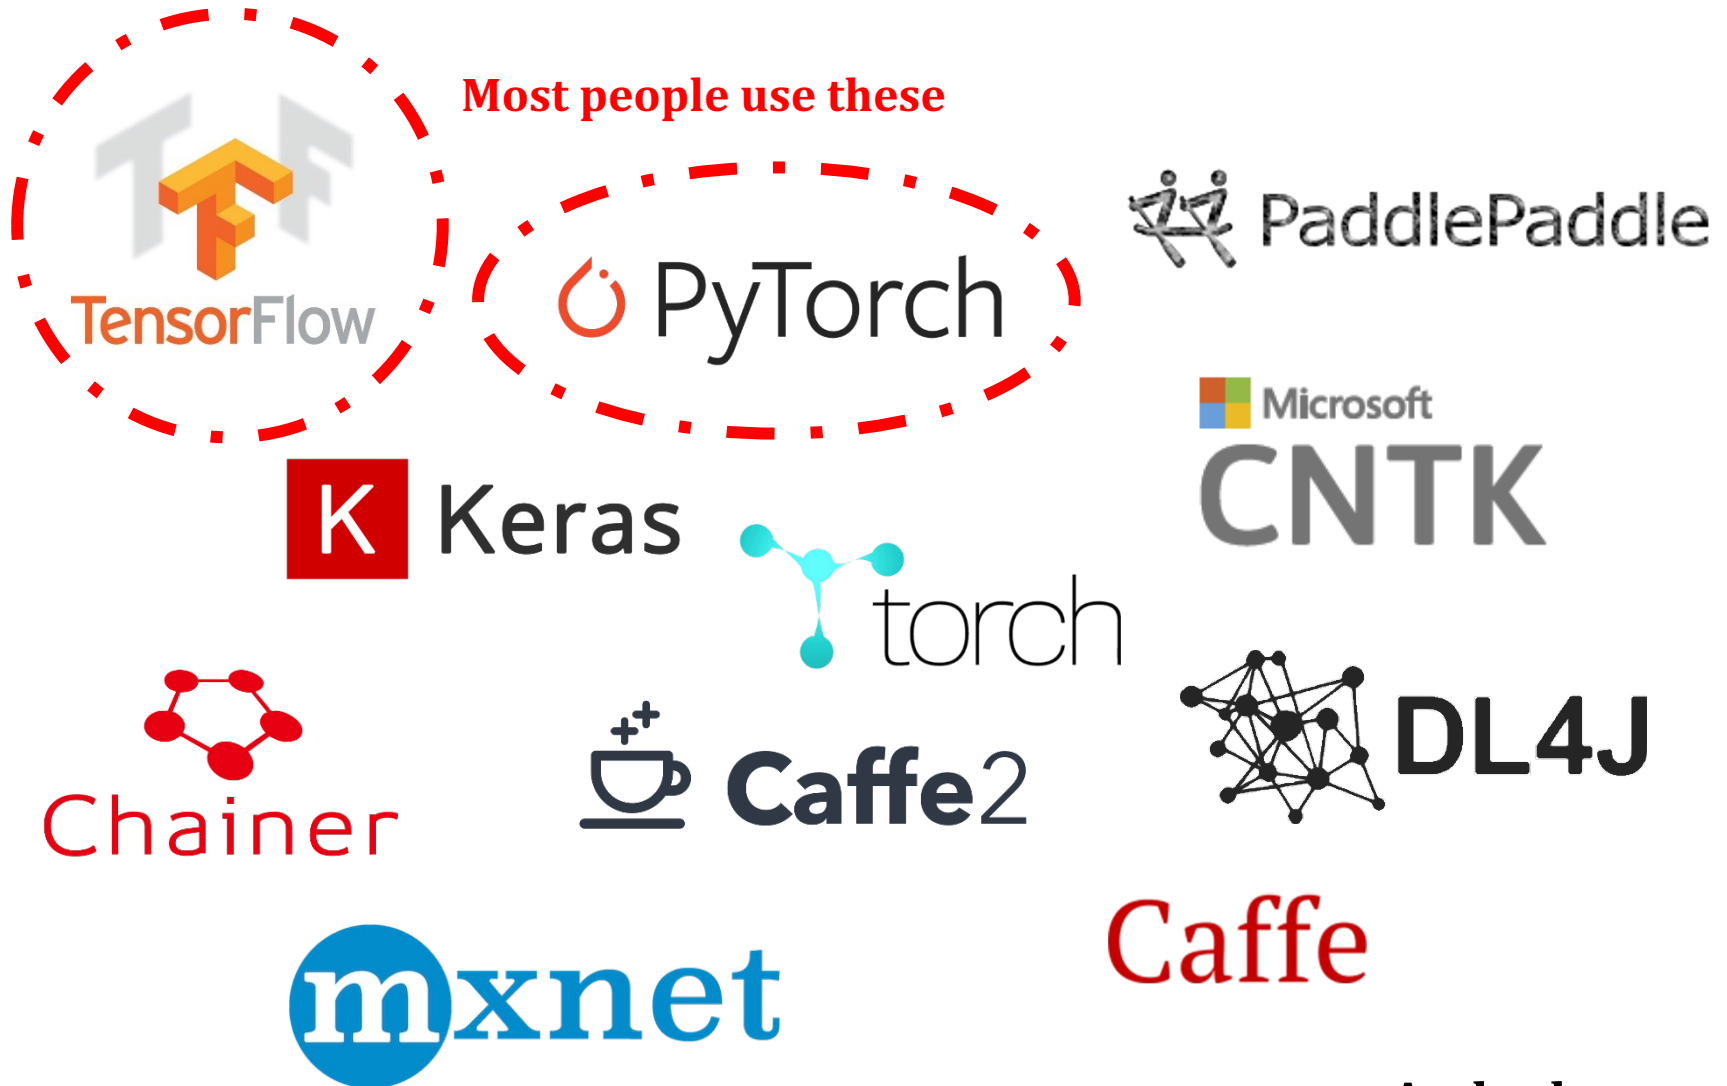 Most people use these
TensorFlow
PyTorch
PaddlePaddle
Microsoft
CNTK
K Keras
torch
Chainer
Caffe2
DL4J
Caffe
mxnet